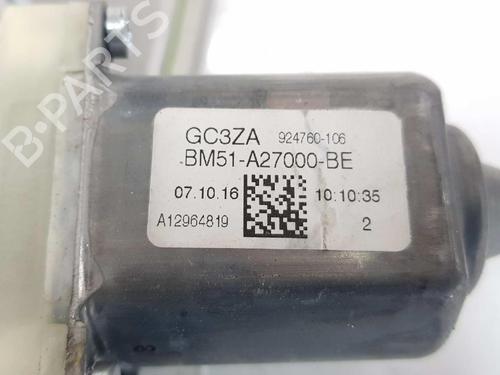 B-PARTS
GC3ZA 924760-106
BM51-A27000-BE
07.10.16 10:10:35
A12964819 2